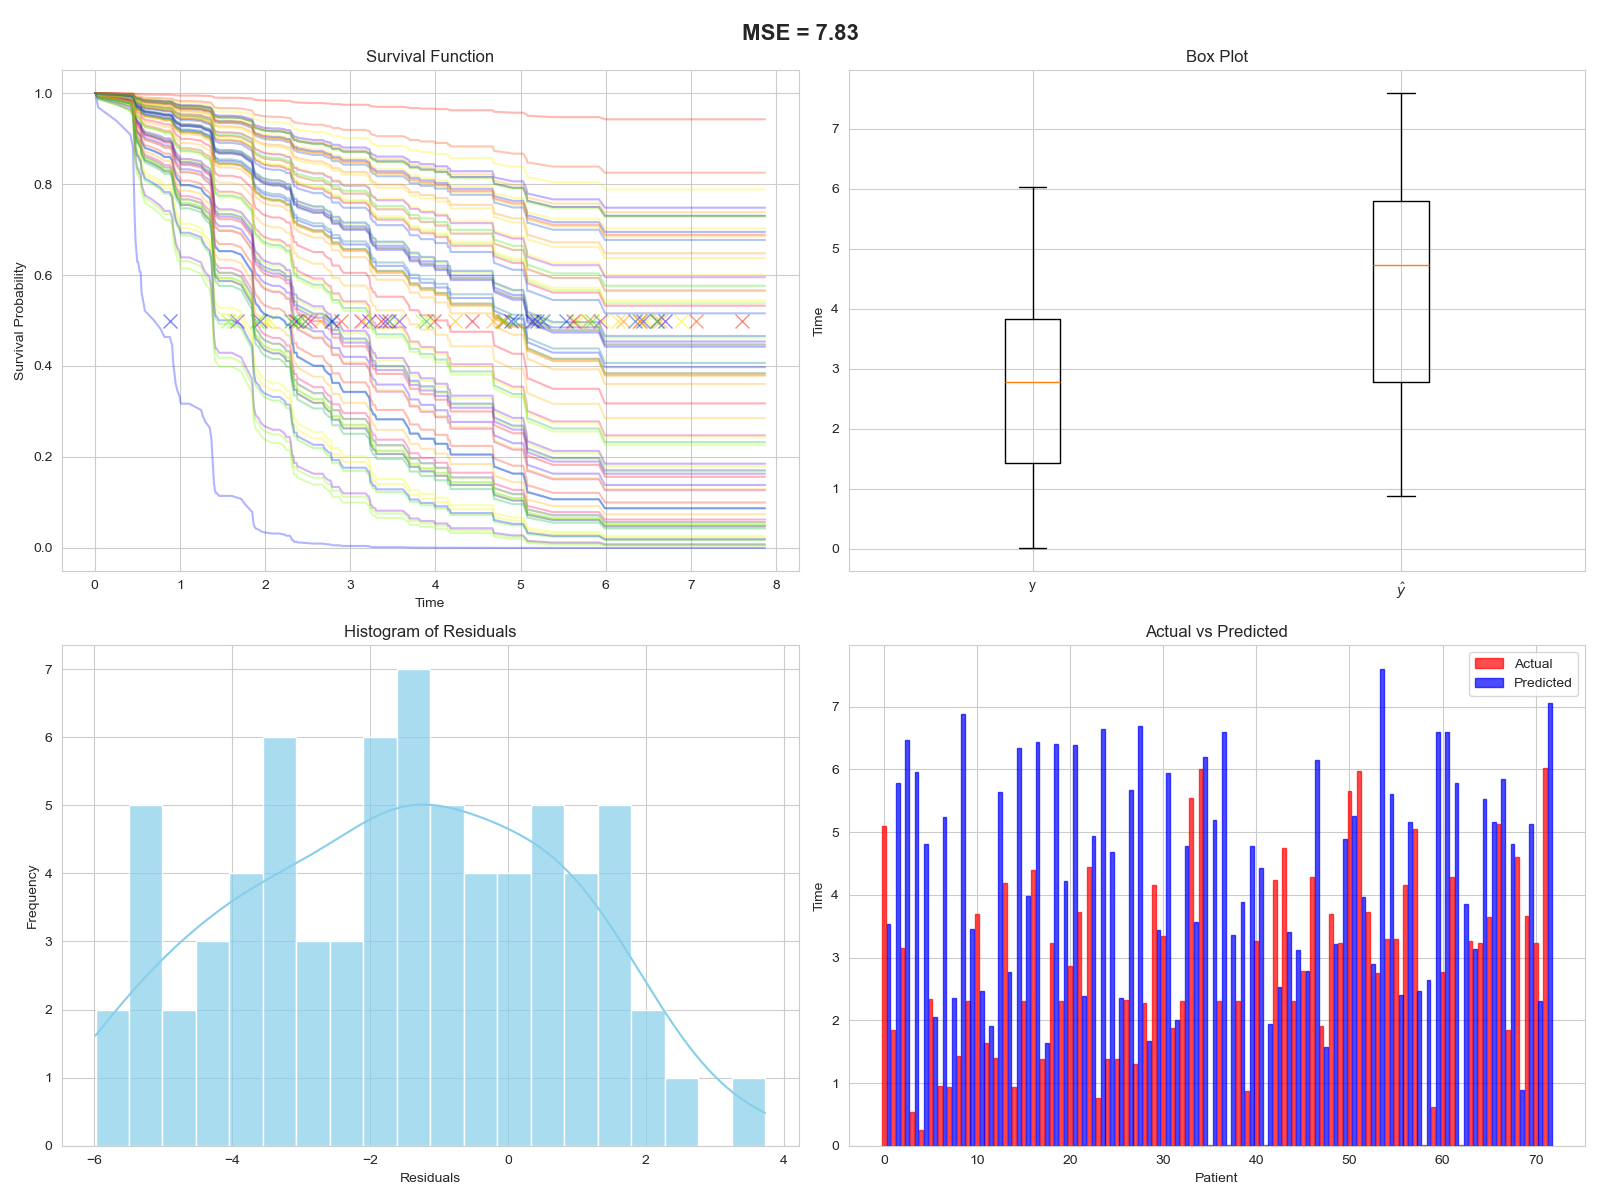 MSE = 7.83
Survival Function
Survival Probability
1.0
0.8
0.6
0.4
0.2
0.0
0 1 2 3 4 5 6 7 8
Time
Box Plot
Time
7
6
5
4
3
2
1
0
y ŷ
Histogram of Residuals
Frequency
7
6
5
4
3
2
1
0
−6 −4 −2 0 2 4
Residuals
Actual vs Predicted
Actual
Predicted
Time
7
6
5
4
3
2
1
0
0 10 20 30 40 50 60 70
Patient